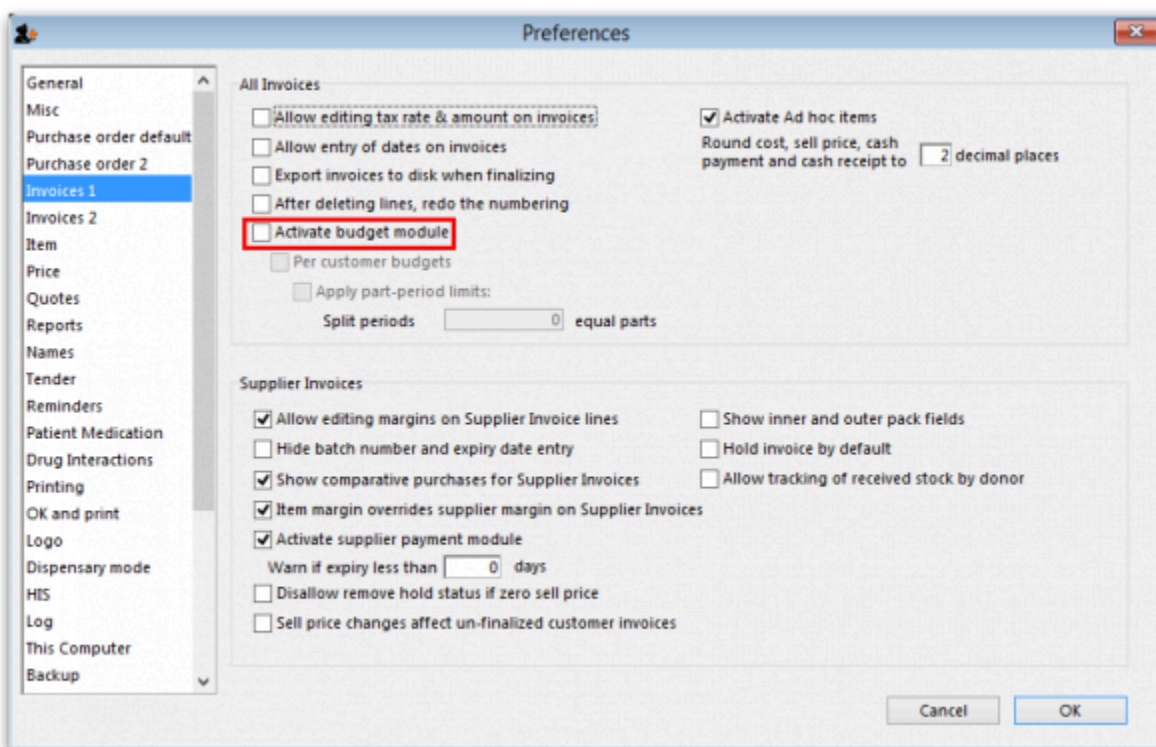 Preferences
General
Misc
Purchase order default
Purchase order 2
Invoices 1
Invoices 2
Item
Price
Quotes
Reports
Names
Tender
Reminders
Patient Medication
Drug Interactions
Printing
OK and print
Logo
Dispensary mode
HIS
Log
This Computer
Backup
All Invoices
Allow editing tax rate & amount on invoices
Allow entry of dates on invoices
Export invoices to disk when finalizing
After deleting lines, redo the numbering
Activate budget module
Per customer budgets
Apply part-period limits:
Split periods 0 equal parts
Activate Ad hoc items
Round cost, sell price, cash
payment and cash receipt to 2 decimal places
Supplier Invoices
Allow editing margins on Supplier Invoice lines
Hide batch number and expiry date entry
Show comparative purchases for Supplier Invoices
Item margin overrides supplier margin on Supplier Invoices
Activate supplier payment module
Warn if expiry less than 0 days
Disallow remove hold status if zero sell price
Sell price changes affect un-finalized customer invoices
Show inner and outer pack fields
Hold invoice by default
Allow tracking of received stock by donor
Cancel
OK